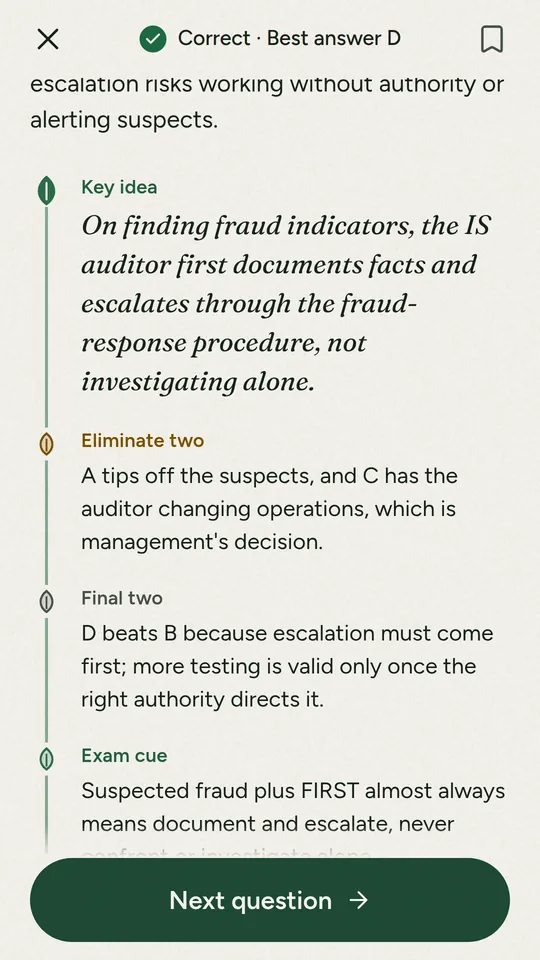 Correct · Best answer D
escalation risks working without authority or
alerting suspects.
Key idea
On finding fraud indicators, the IS
auditor first documents facts and
escalates through the fraud-
response procedure, not
investigating alone.
Eliminate two
A tips off the suspects, and C has the
auditor changing operations, which is
management's decision.
Final two
D beats B because escalation must come
first; more testing is valid only once the
right authority directs it.
Exam cue
Suspected fraud plus FIRST almost always
means document and escalate, never
confront or investigate alone.
Next question →